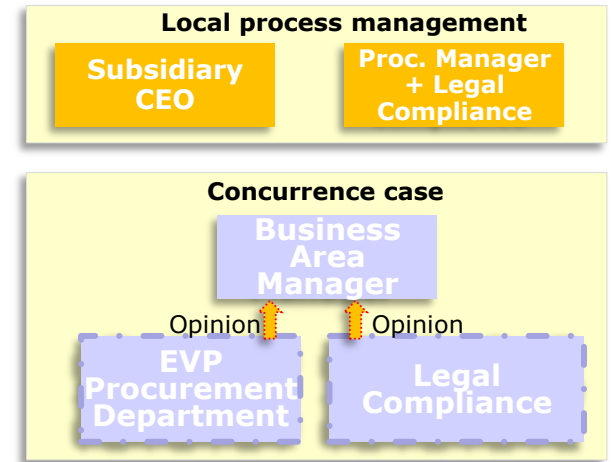 Local process management
Subsidiary
CEO
Proc. Manager
+ Legal
Compliance
Concurrence case
Business
Area
Manager
Opinion
Opinion
EVP
Procurement
Department
Legal
Compliance